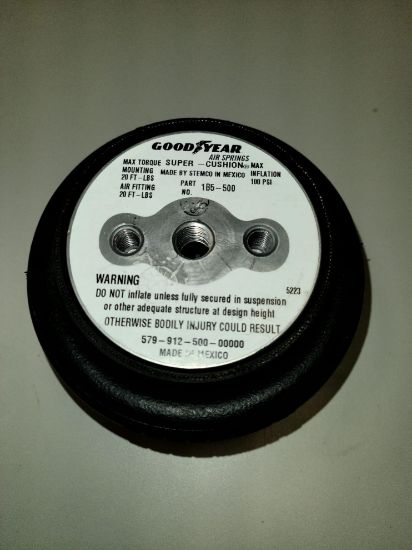 GOODYEAR
AIR SPRINGS
SUPER-CUSHION®
MADE BY STEMCO IN MEXICO
MAX TORQUE
MOUNTING
20 FT-LBS
AIR FITTING
20 FT-LBS
PART
NO. 1B5-500
MAX
INFLATION
100 PSI
WARNING
5223
DO NOT inflate unless fully secured in suspension
or other adequate structure at design height
OTHERWISE BODILY INJURY COULD RESULT
579-912-500-00000
MADE IN MEXICO